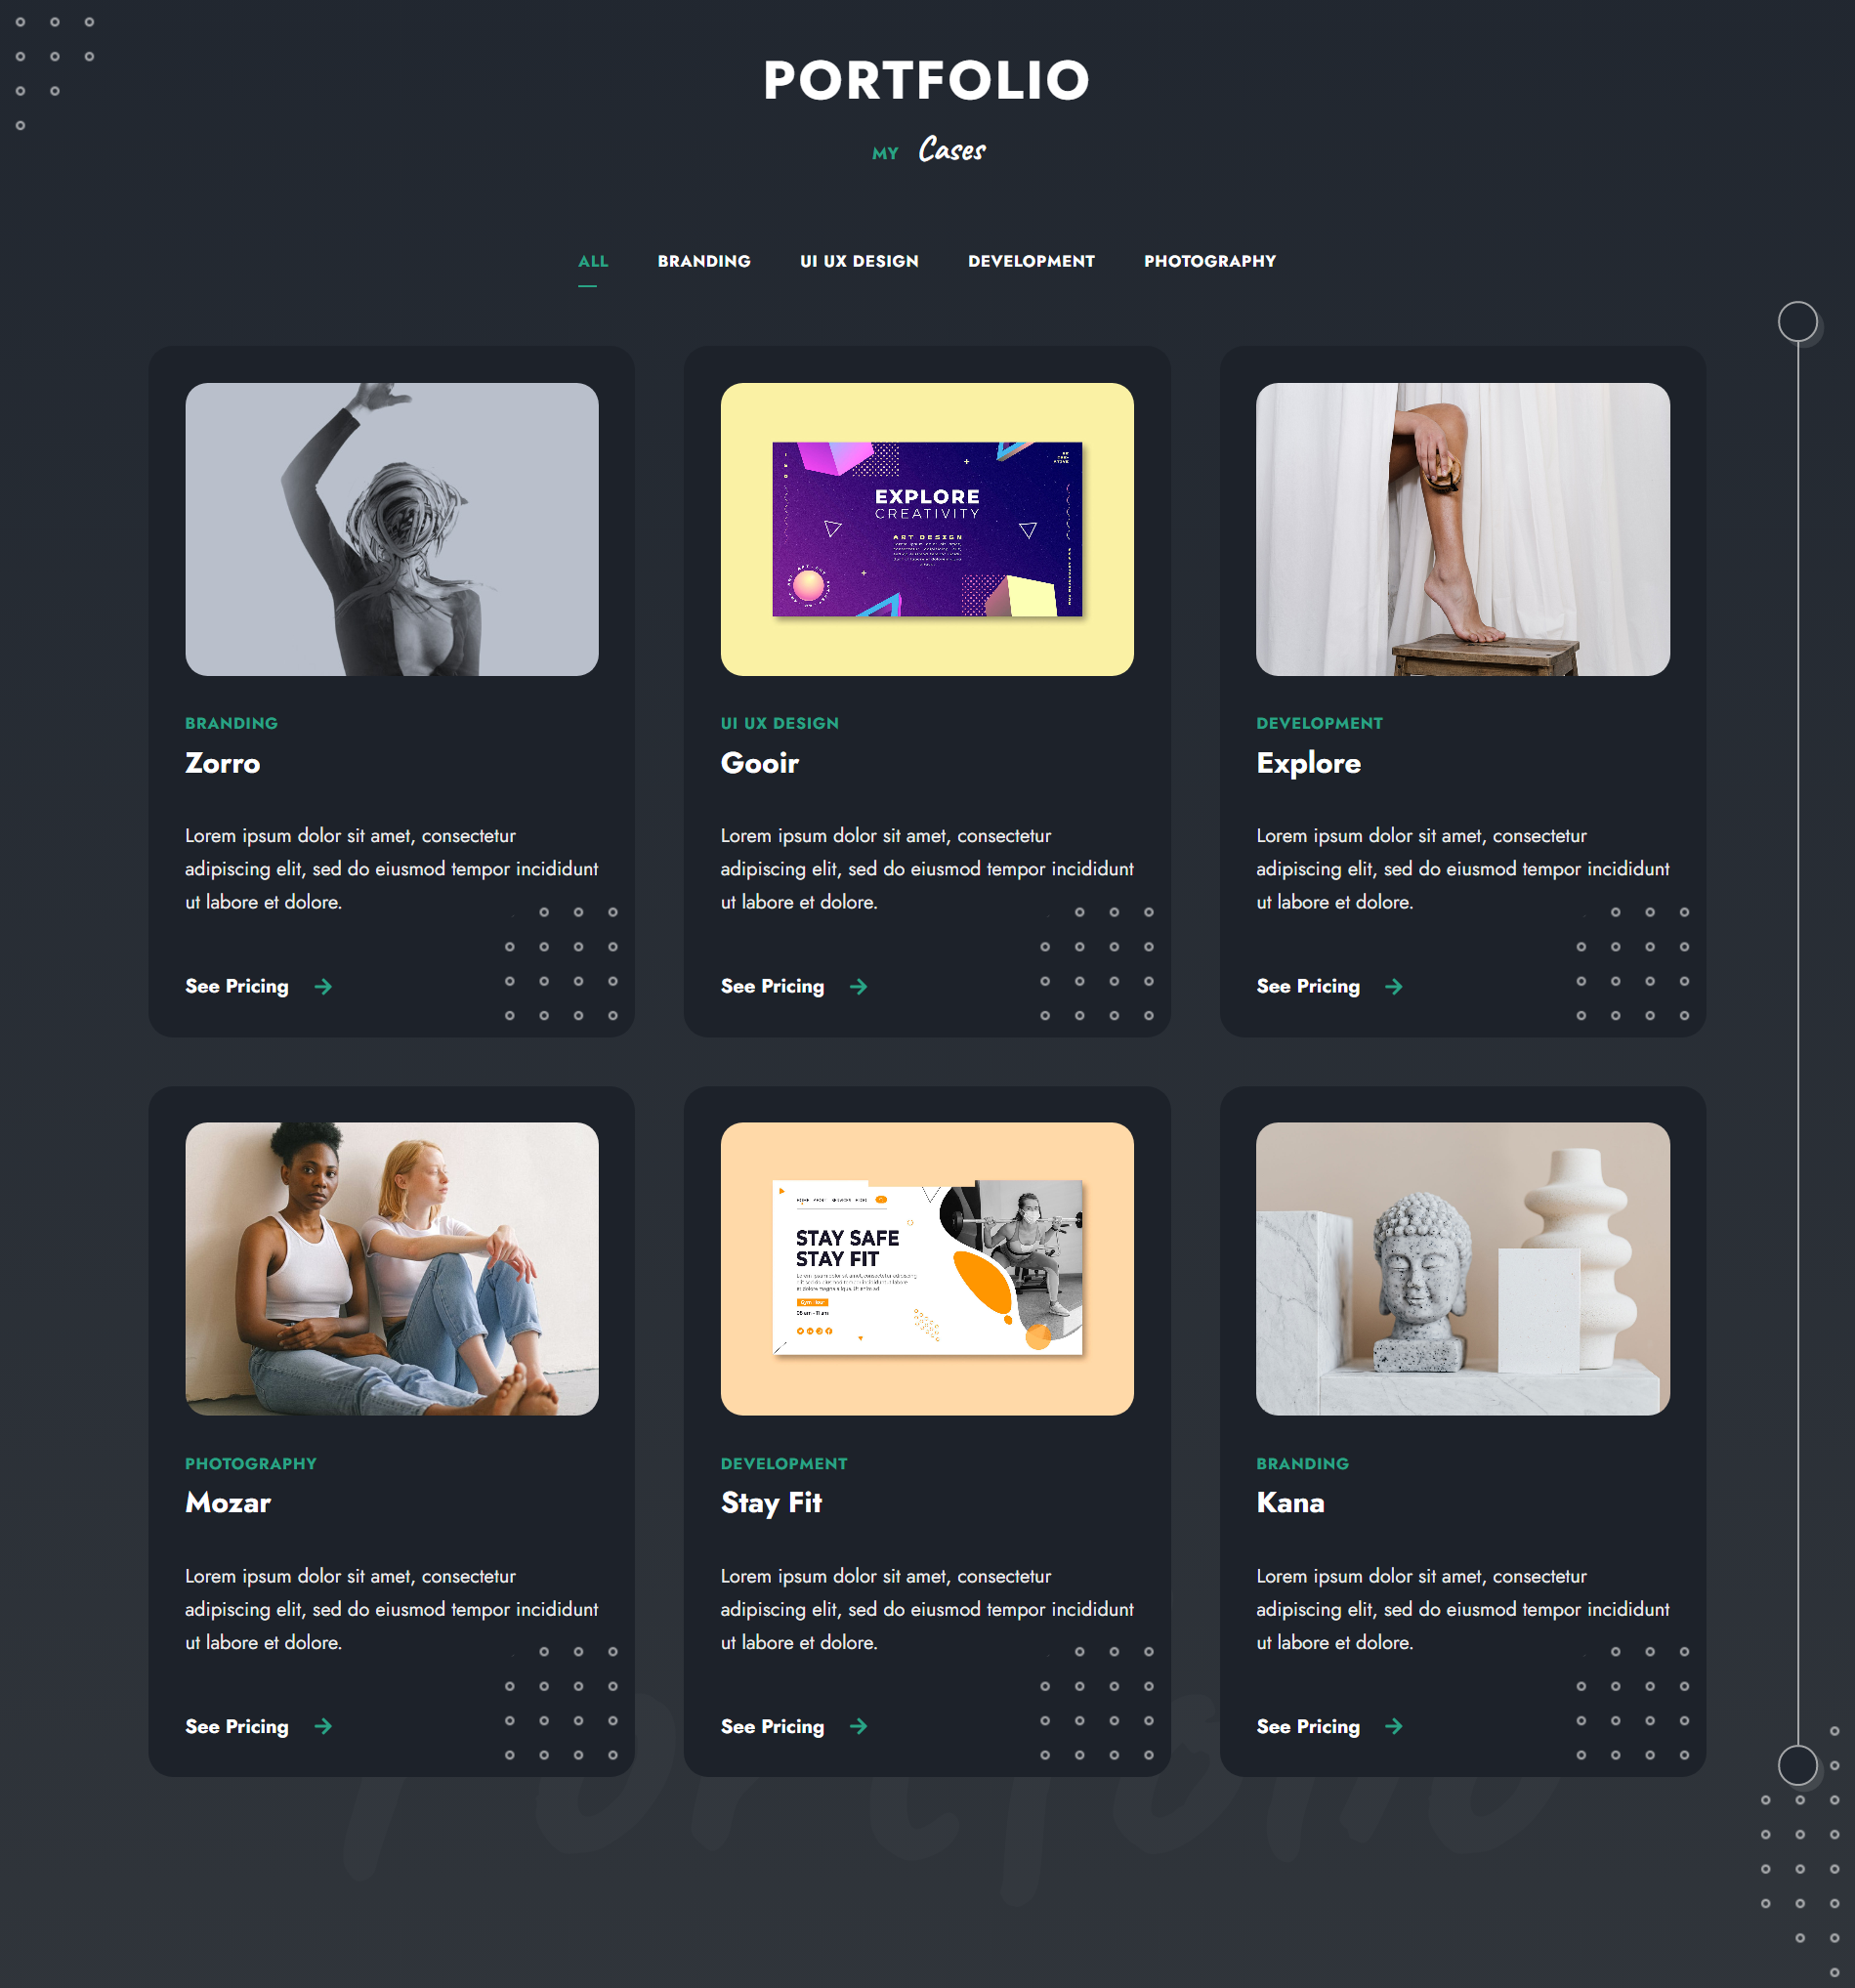 PORTFOLIO
MY Cases
ALL BRANDING UI UX DESIGN DEVELOPMENT PHOTOGRAPHY
EXPLORE
CREATIVITY
ART DESIGN
BRANDING
Zorro
Lorem ipsum dolor sit amet, consectetur
adipiscing elit, sed do eiusmod tempor incididunt
ut labore et dolore.
See Pricing
UI UX DESIGN
Gooir
Lorem ipsum dolor sit amet, consectetur
adipiscing elit, sed do eiusmod tempor incididunt
ut labore et dolore.
See Pricing
DEVELOPMENT
Explore
Lorem ipsum dolor sit amet, consectetur
adipiscing elit, sed do eiusmod tempor incididunt
ut labore et dolore.
See Pricing
STAY SAFE
STAY FIT
PHOTOGRAPHY
Mozar
Lorem ipsum dolor sit amet, consectetur
adipiscing elit, sed do eiusmod tempor incididunt
ut labore et dolore.
See Pricing
DEVELOPMENT
Stay Fit
Lorem ipsum dolor sit amet, consectetur
adipiscing elit, sed do eiusmod tempor incididunt
ut labore et dolore.
See Pricing
BRANDING
Kana
Lorem ipsum dolor sit amet, consectetur
adipiscing elit, sed do eiusmod tempor incididunt
ut labore et dolore.
See Pricing
Portfolio